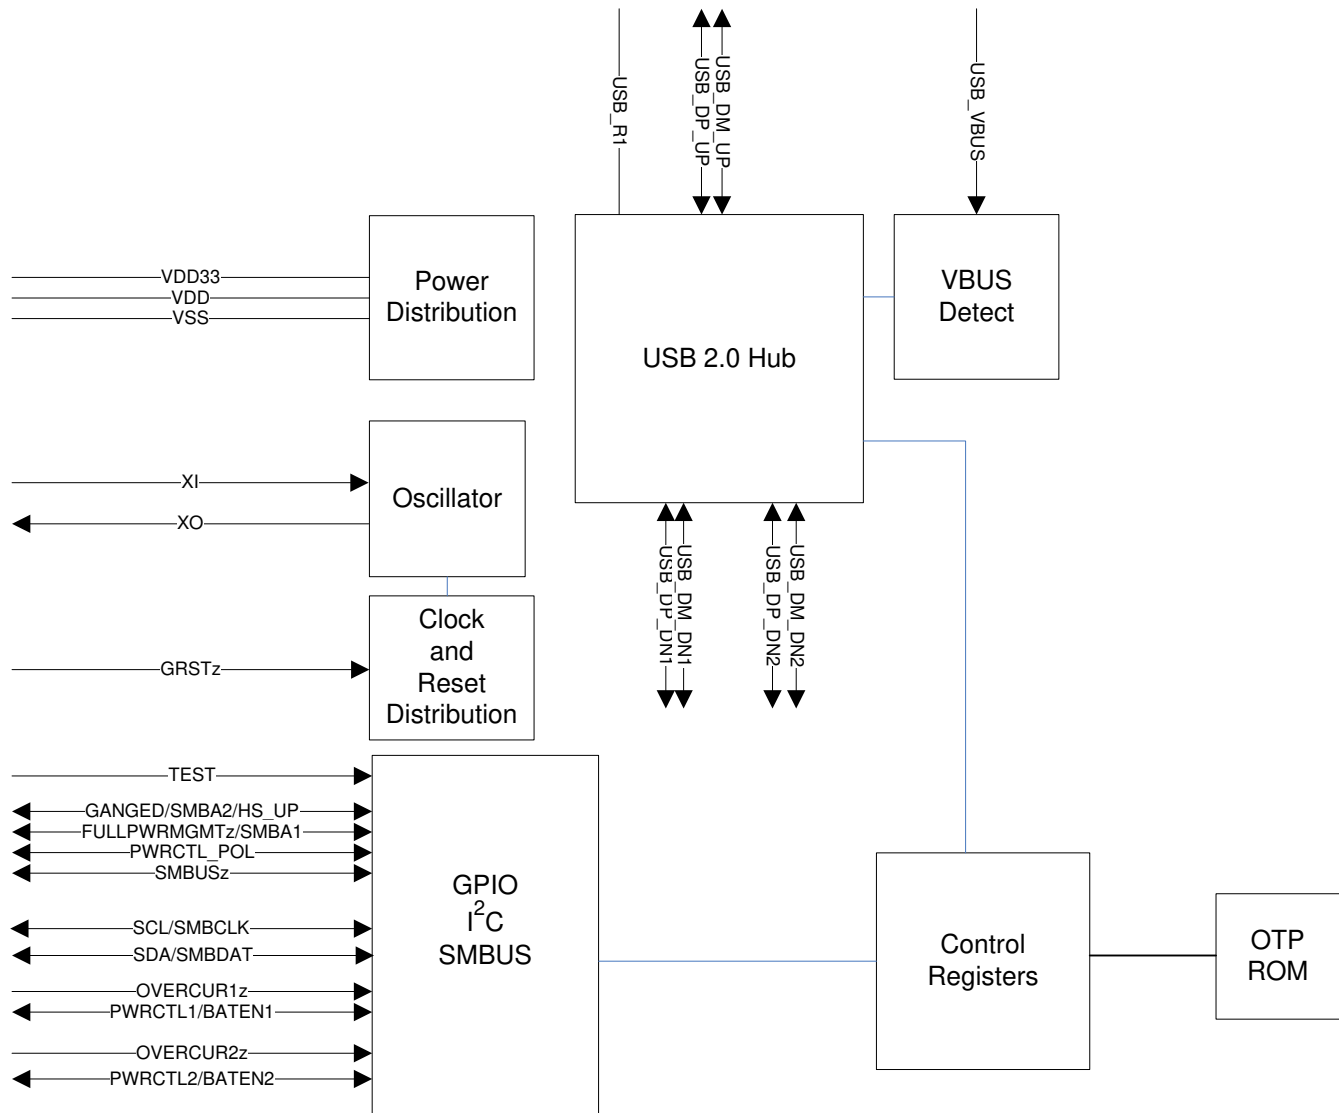 USB_R1
USB_DP_UP
USB_DM_UP
USB_VBUS
VDD33
VDD
VSS
Power
Distribution
USB 2.0 Hub
VBUS
Detect
XI
XO
Oscillator
GRSTz
Clock
and
Reset
Distribution
USB_DP_DN1
USB_DM_DN1
USB_DP_DN2
USB_DM_DN2
TEST
GANGED/SMBA2/HS_UP
FULLPWRMGMTz/SMBA1
PWRCTL_POL
SMBUSz
SCL/SMBCLK
SDA/SMBDAT
OVERCUR1z
PWRCTL1/BATEN1
OVERCUR2z
PWRCTL2/BATEN2
GPIO
I²C
SMBUS
Control
Registers
OTP
ROM